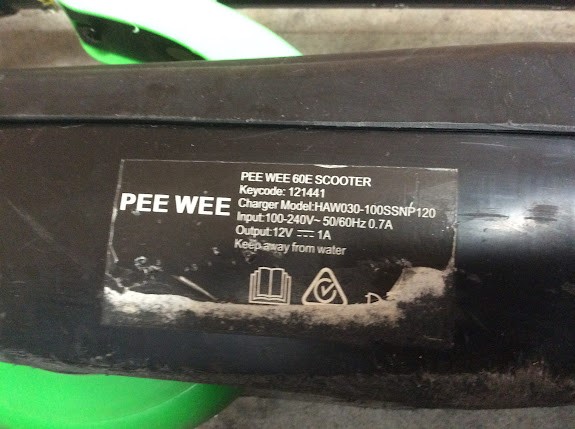 PEE WEE
PEE WEE 60E SCOOTER
Keycode: 121441
Charger Model:HAW030-100SSNP120
Input:100-240V~ 50/60Hz 0.7A
Output:12V ⎓ 1A
Keep away from water